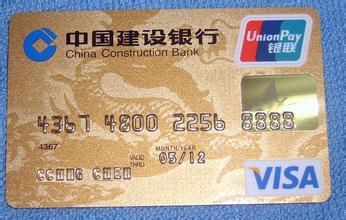 中国建设银行
China Construction Bank
UnionPay
银联
4367 4800 2256 8888
4367
MONTH/YEAR
VALID THRU 05/12
CHEN
VISA